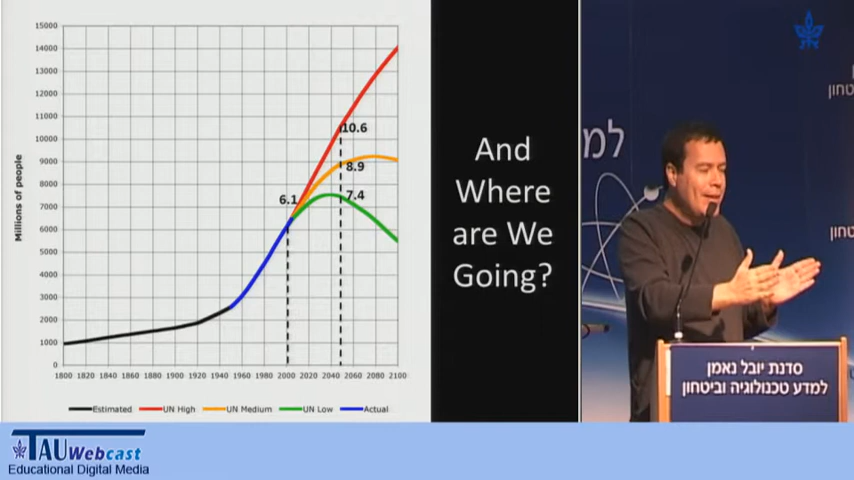 15000
14000
13000
12000
11000
10000
9000
8000
7000
6000
5000
4000
3000
2000
1000
0
Millions of people
10.6
8.9
7.4
6.1
1800 1820 1840 1860 1880 1900 1920 1940 1960 1980 2000 2020 2040 2060 2080 2100
Estimated UN High UN Medium UN Low Actual
And
Where
are We
Going?
סדנת יובל נאמן
למדע טכנולוגיה וביטחון
TAU Webcast
Educational Digital Media